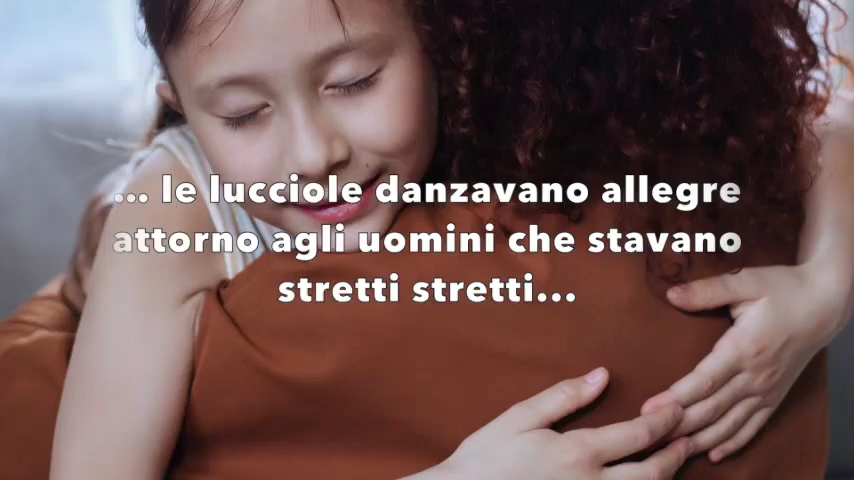 ... le lucciole danzavano allegre
attorno agli uomini che stavano
stretti stretti...